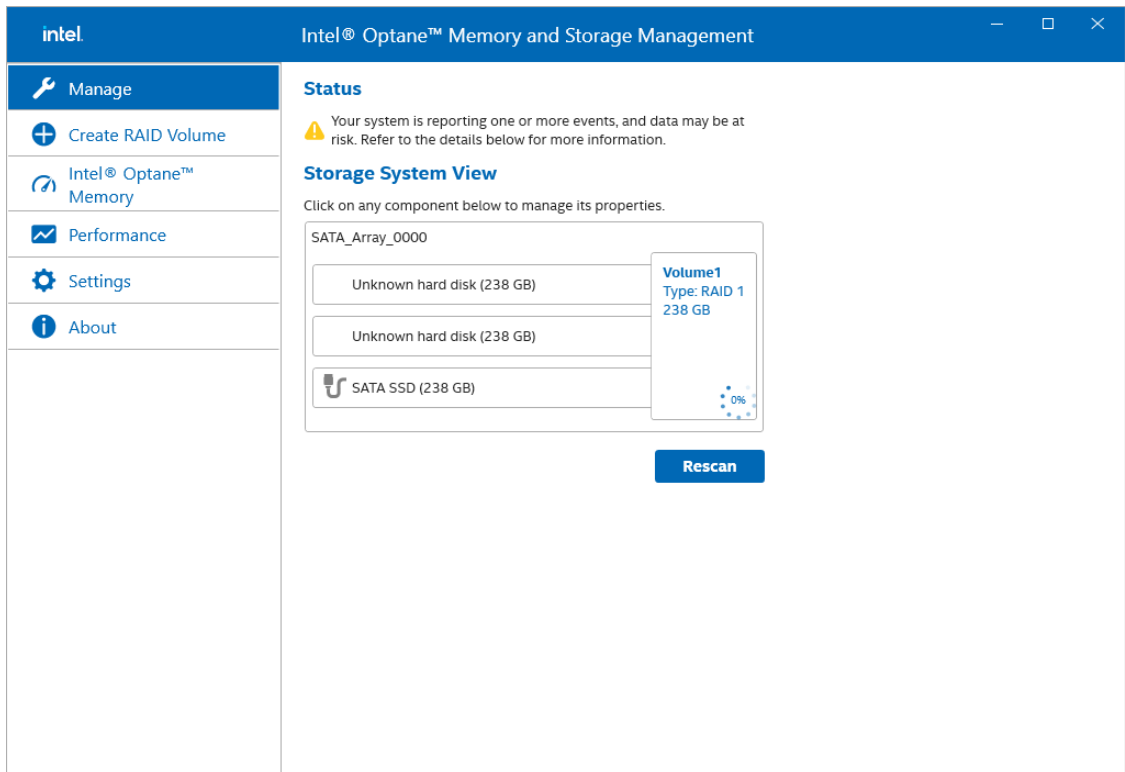 intel.
Intel® Optane™ Memory and Storage Management
Manage
Create RAID Volume
Intel® Optane™
Memory
Performance
Settings
About
Status
Your system is reporting one or more events, and data may be at
risk. Refer to the details below for more information.
Storage System View
Click on any component below to manage its properties.
SATA_Array_0000
Unknown hard disk (238 GB)
Unknown hard disk (238 GB)
SATA SSD (238 GB)
Volume1
Type: RAID 1
238 GB
0%
Rescan